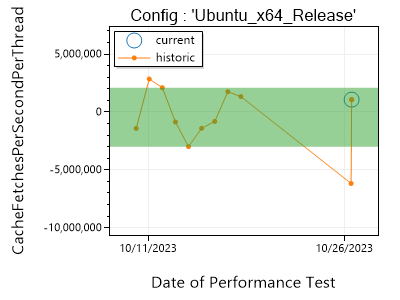 Config : 'Ubuntu_x64_Release'
CacheFetchesPerSecondPerThread
current
historic
5,000,000
0
-5,000,000
-10,000,000
10/11/2023
10/26/2023
Date of Performance Test